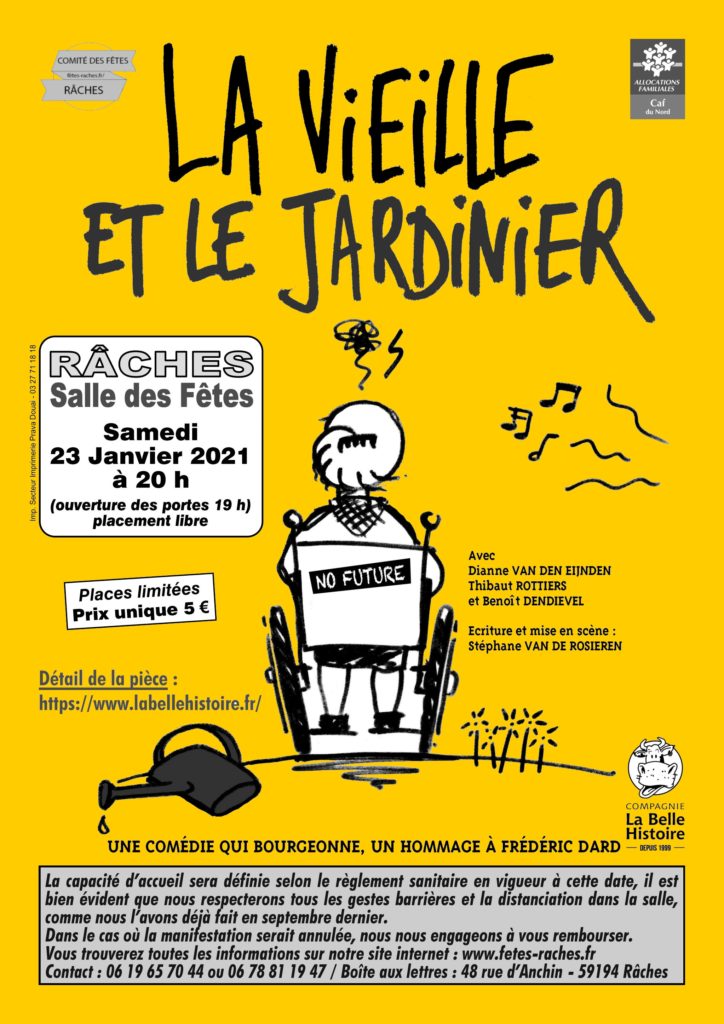 COMITÉ DES FÊTES
fêtes-raches.fr/
RÂCHES
ALLOCATIONS
FAMILIALES
Caf
du Nord
LA VIEILLE
ET LE JARDINIER
Imp. Secteur Imprimerie Prava Douai - 03 27 71 18 18
RÂCHES
Salle des Fêtes
Samedi
23 Janvier 2021
à 20 h
(ouverture des portes 19 h)
placement libre
NO FUTURE
Places limitées
Prix unique 5 €
Avec
Dianne VAN DEN EIJNDEN
Thibaut ROTTIERS
et Benoît DENDIEVEL
Ecriture et mise en scène :
Stéphane VAN DE ROSIEREN
Détail de la pièce :
https://www.labellehistoire.fr/
COMPAGNIE
La Belle
Histoire
DEPUIS 1999
UNE COMÉDIE QUI BOURGEONNE, UN HOMMAGE À FRÉDÉRIC DARD
La capacité d'accueil sera définie selon le règlement sanitaire en vigueur à cette date, il est
bien évident que nous respecterons tous les gestes barrières et la distanciation dans la salle,
comme nous l'avons déjà fait en septembre dernier.
Dans le cas où la manifestation serait annulée, nous nous engageons à vous rembourser.
Vous trouverez toutes les informations sur notre site internet : www.fetes-raches.fr
Contact : 06 19 65 70 44 ou 06 78 81 19 47 / Boîte aux lettres : 48 rue d'Anchin - 59194 Râches